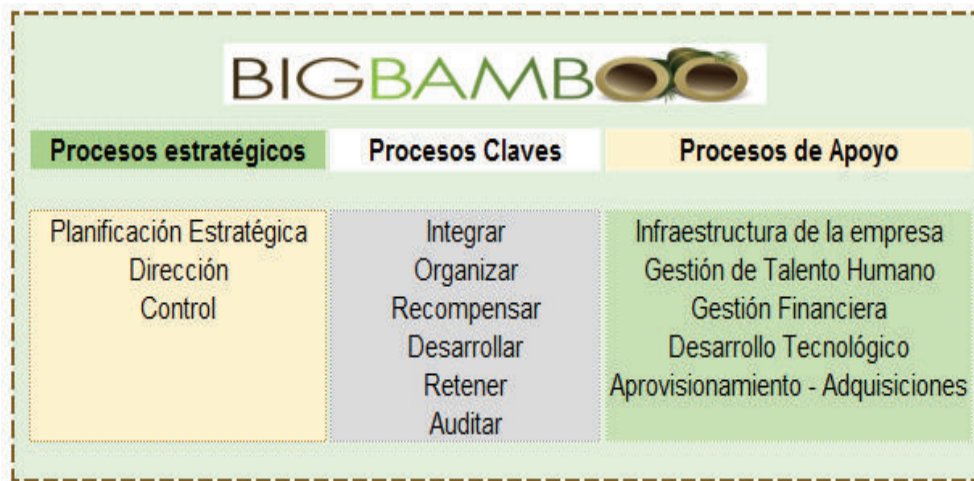 BIGBAMBOO
Procesos estratégicos
Procesos Claves
Procesos de Apoyo
Planificación Estratégica
Dirección
Control
Integrar
Organizar
Recompensar
Desarrollar
Retener
Auditar
Infraestructura de la empresa
Gestión de Talento Humano
Gestión Financiera
Desarrollo Tecnológico
Aprovisionamiento - Adquisiciones